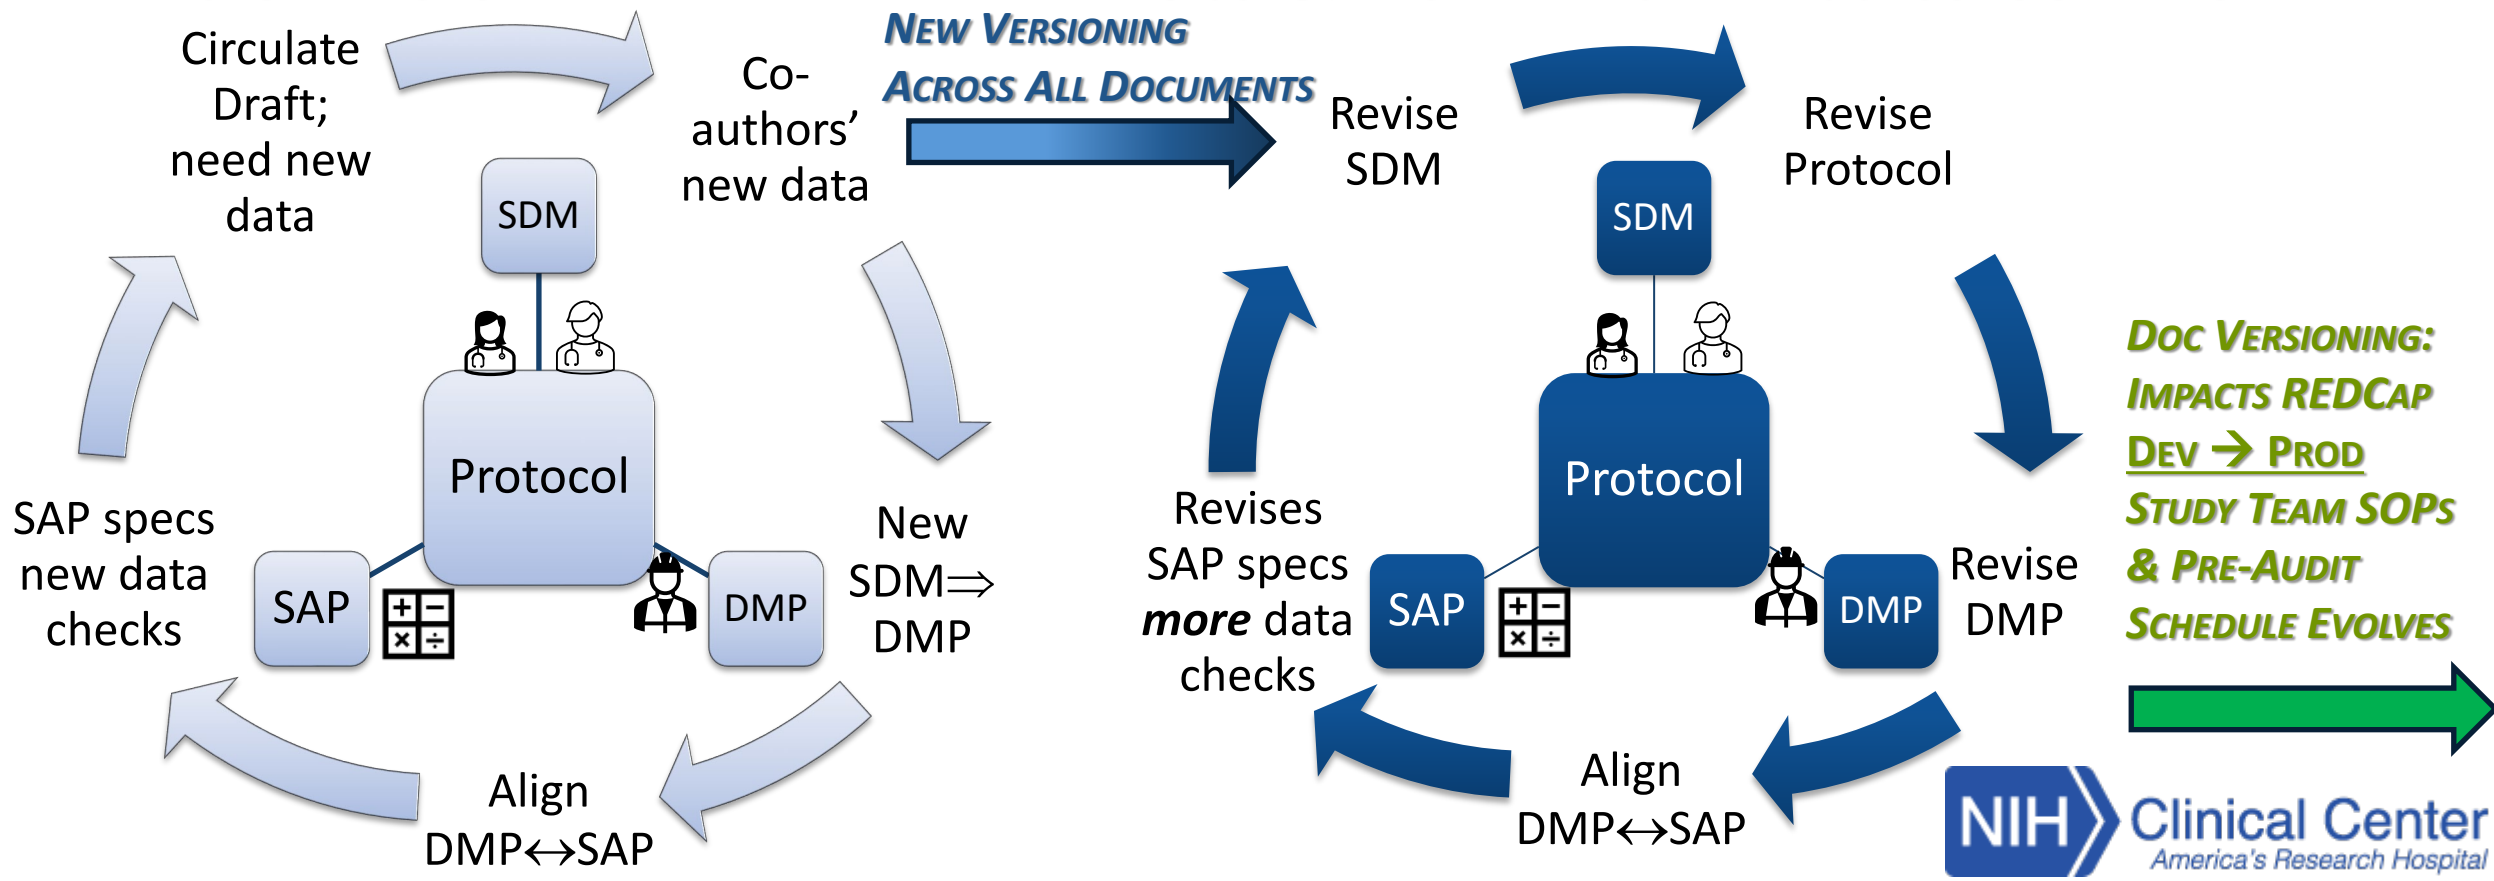 Circulate
Draft;
need new
data
Co-
authors’
new data
SDM
Protocol
SAP
DMP
New
SDM⇒
DMP
Align
DMP↔SAP
SAP specs
new data
checks
+ −
× ÷
NEW VERSIONING
ACROSS ALL DOCUMENTS
Revise
SDM
Revise
Protocol
SDM
Protocol
SAP
DMP
Revise
DMP
Align
DMP↔SAP
Revises
SAP specs
more data
checks
+ −
× ÷
DOC VERSIONING:
IMPACTS REDCAP
DEV → PROD
STUDY TEAM SOPS
& PRE-AUDIT
SCHEDULE EVOLVES
NIH
Clinical Center
America's Research Hospital